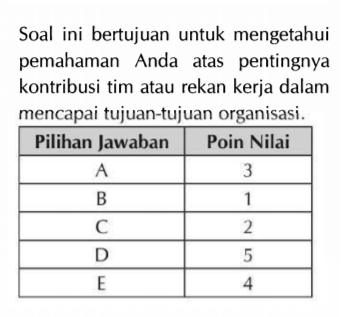 Soal ini bertujuan untuk mengetahui
pemahaman Anda atas pentingnya
kontribusi tim atau rekan kerja dalam
mencapai tujuan-tujuan organisasi.
Pilihan Jawaban Poin Nilai
A 3
B 1
C 2
D 5
E 4